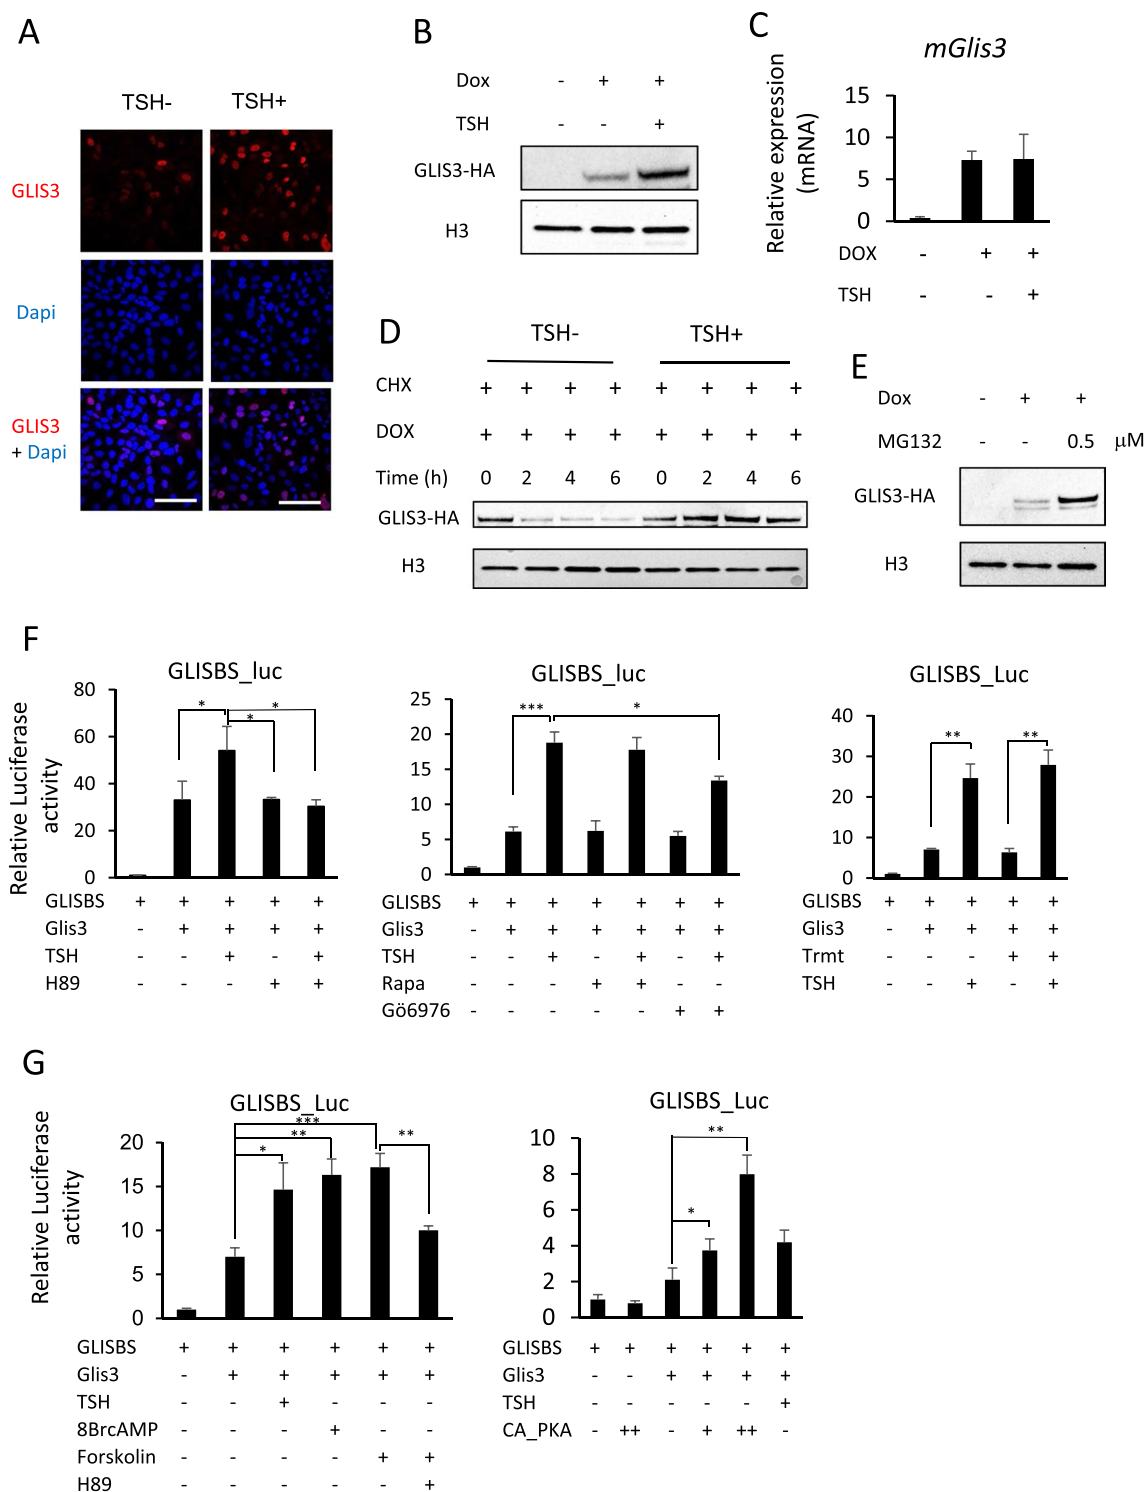 A
TSH- TSH+
GLIS3
Dapi
GLIS3
+ Dapi
B
Dox - + +
TSH - - +
GLIS3-HA
H3
C
mGlis3
Relative expression
(mRNA)
15
10
5
0
DOX - + +
TSH - - +
D
TSH- TSH+
CHX + + + + + + + +
DOX + + + + + + + +
Time (h) 0 2 4 6 0 2 4 6
GLIS3-HA
H3
E
Dox - + +
MG132 - - 0.5 μM
GLIS3-HA
H3
F
GLISBS_luc
Relative Luciferase
activity
80
60
40
20
0
* * *
GLISBS + + + + +
Glis3 - + + + +
TSH - - + - +
H89 - - - + +
GLISBS_luc
25
20
15
10
5
0
*** *
GLISBS + + + + + + +
Glis3 - + + + + + +
TSH - - + - + - +
Rapa - - - + + - -
Gö6976 - - - - - + +
GLISBS_Luc
40
30
20
10
0
** **
GLISBS + + + + +
Glis3 - + + + +
Trmt - - - + +
TSH - - + - +
G
GLISBS_Luc
Relative Luciferase
activity
20
15
10
5
0
***
** **
*
GLISBS + + + + + +
Glis3 - + + + + +
TSH - - + - - -
8BrcAMP - - - + - -
Forskolin - - - - + +
H89 - - - - - +
GLISBS_Luc
10
8
6
4
2
0
**
*
GLISBS + + + + + +
Glis3 - - + + + +
TSH - - - - - +
CA_PKA - ++ - + ++ -